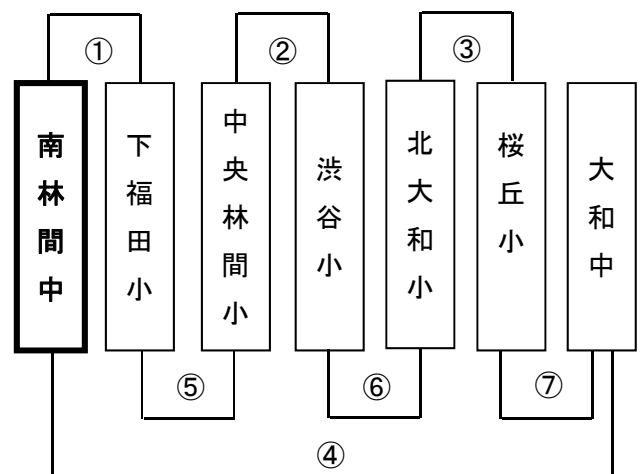 ① ② ③
南林間中
下福田小
中央林間小
渋谷小
北大和小
桜丘小
大和中
⑤ ⑥ ⑦
④